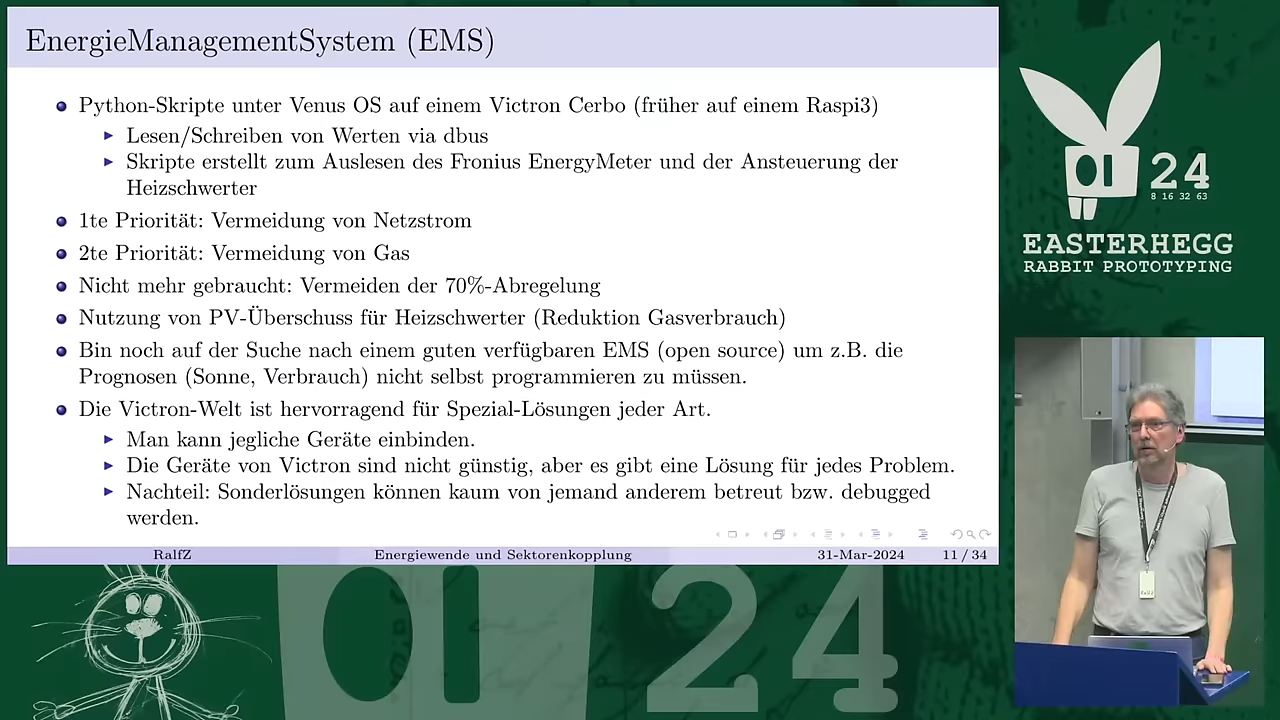 EnergieManagementSystem (EMS)
Python-Skripte unter Venus OS auf einem Victron Cerbo (früher auf einem Raspi3)
Lesen/Schreiben von Werten via dbus
Skripte erstellt zum Auslesen des Fronius EnergyMeter und der Ansteuerung der
Heizschwerter
1te Priorität: Vermeidung von Netzstrom
2te Priorität: Vermeidung von Gas
Nicht mehr gebraucht: Vermeiden der 70%-Abregelung
Nutzung von PV-Überschuss für Heizschwerter (Reduktion Gasverbrauch)
Bin noch auf der Suche nach einem guten verfügbaren EMS (open source) um z.B. die
Prognosen (Sonne, Verbrauch) nicht selbst programmieren zu müssen.
Die Victron-Welt ist hervorragend für Spezial-Lösungen jeder Art.
Man kann jegliche Geräte einbinden.
Die Geräte von Victron sind nicht günstig, aber es gibt eine Lösung für jedes Problem.
Nachteil: Sonderlösungen können kaum von jemand anderem betreut bzw. debugged
werden.
RalfZ Energiewende und Sektorenkopplung 31-Mar-2024 11 / 34
24
8 16 32 63
EASTERHEGG
RABBIT PROTOTYPING
24